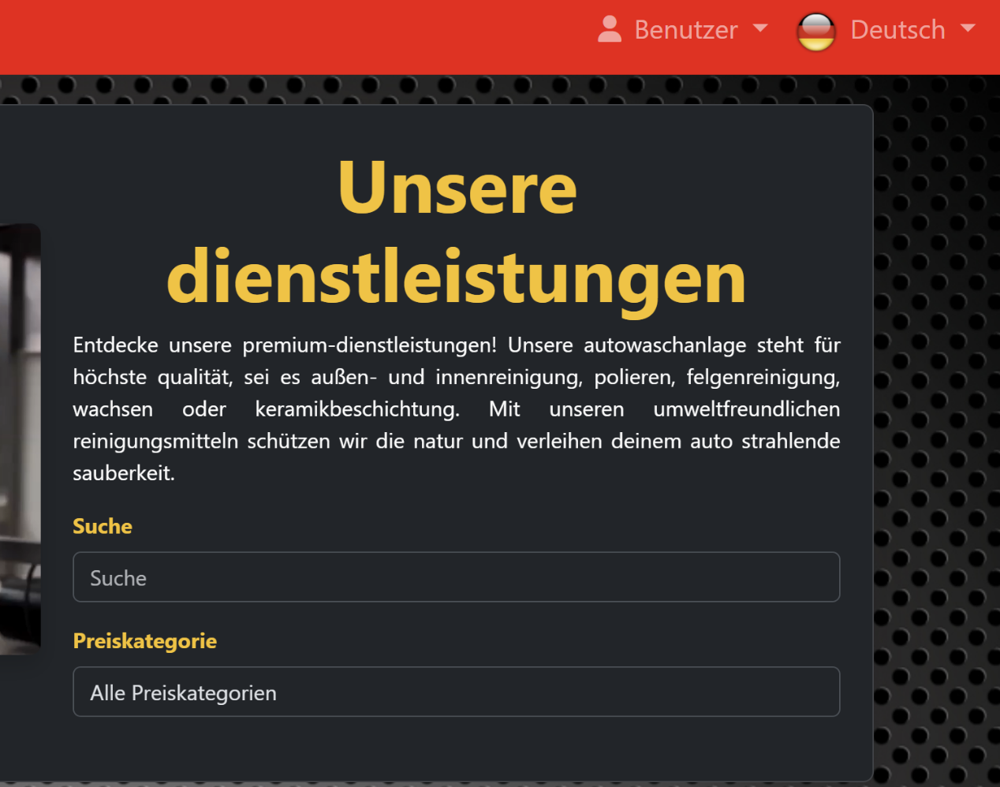 Benutzer
Deutsch
Unsere
dienstleistungen
Entdecke unsere premium-dienstleistungen! Unsere autowaschanlage steht für
höchste qualität, sei es außen- und innenreinigung, polieren, felgenreinigung,
wachsen oder keramikbeschichtung. Mit unseren umweltfreundlichen
reinigungsmitteln schützen wir die natur und verleihen deinem auto strahlende
sauberkeit.
Suche
Suche
Preiskategorie
Alle Preiskategorien